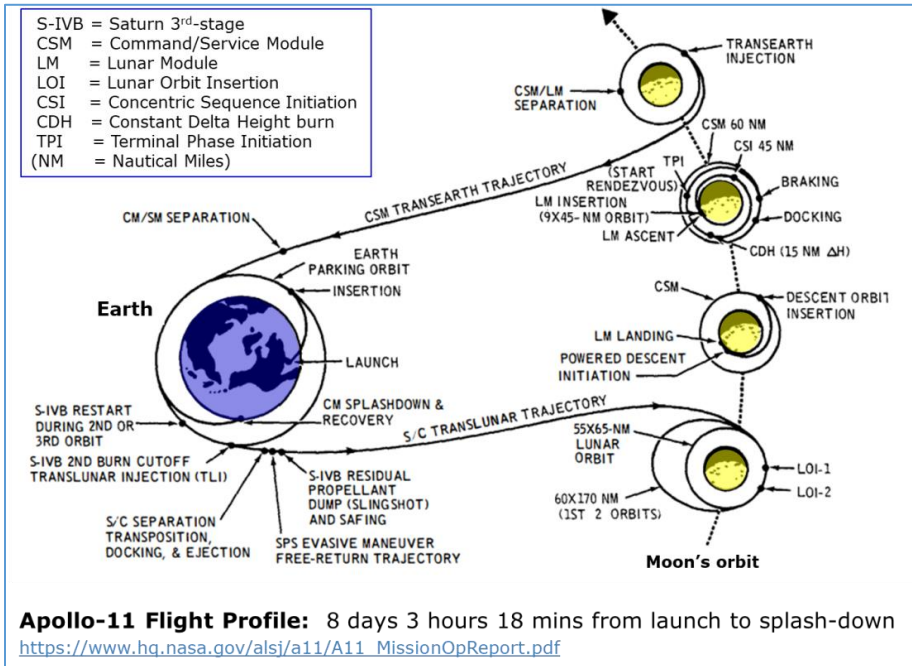 S-IVB = Saturn 3rd-stage
CSM = Command/Service Module
LM = Lunar Module
LOI = Lunar Orbit Insertion
CSI = Concentric Sequence Initiation
CDH = Constant Delta Height burn
TPI = Terminal Phase Initiation
(NM = Nautical Miles)
TRANSEARTH
INJECTION
CSM/LM
SEPARATION
CSM 60 NM
CSI 45 NM
TPI
(START
RENDEZVOUS)
LM INSERTION
(9X45-NM ORBIT)
LM ASCENT
BRAKING
DOCKING
CDH (15 NM ΔH)
CSM TRANSEARTH TRAJECTORY
CM/SM SEPARATION
EARTH
PARKING ORBIT
INSERTION
Earth
LAUNCH
CSM
DESCENT ORBIT
INSERTION
LM LANDING
POWERED DESCENT
INITIATION
CM SPLASHDOWN &
RECOVERY
S/C TRANSLUNAR TRAJECTORY
S-IVB RESTART
DURING 2ND OR
3RD ORBIT
S-IVB 2ND BURN CUTOFF
TRANSLUNAR INJECTION (TLI)
S-IVB RESIDUAL
PROPELLANT
DUMP (SLINGSHOT)
AND SAFING
S/C SEPARATION
TRANSPOSITION,
DOCKING, & EJECTION
SPS EVASIVE MANEUVER
FREE-RETURN TRAJECTORY
55X65-NM
LUNAR
ORBIT
60X170 NM
(1ST 2 ORBITS)
LOI-1
LOI-2
Moon's orbit
Apollo-11 Flight Profile: 8 days 3 hours 18 mins from launch to splash-down
https://www.hq.nasa.gov/alsj/a11/A11_MissionOpReport.pdf